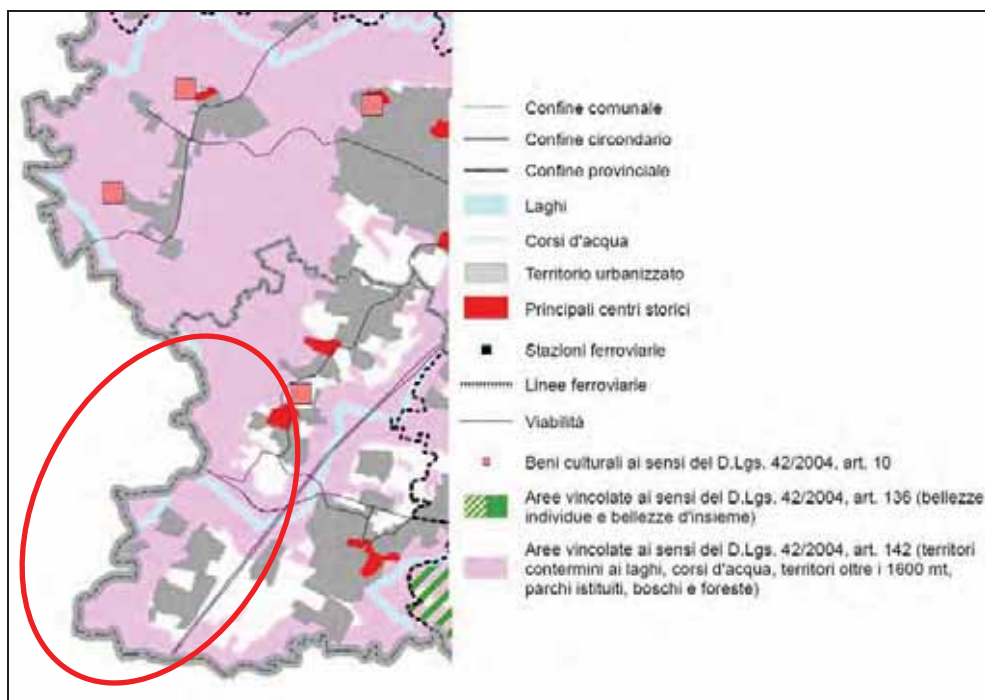 Confine comunale
Confine circondario
Confine provinciale
Laghi
Corsi d'acqua
Territorio urbanizzato
Principali centri storici
Stazioni ferroviarie
Linee ferroviarie
Viabilità
Beni culturali ai sensi del D.Lgs. 42/2004, art. 10
Aree vincolate ai sensi del D.Lgs. 42/2004, art. 136 (bellezze
individue e bellezze d'insieme)
Aree vincolate ai sensi del D.Lgs. 42/2004, art. 142 (territori
contermini ai laghi, corsi d'acqua, territori oltre i 1600 mt,
parchi istituiti, boschi e foreste)